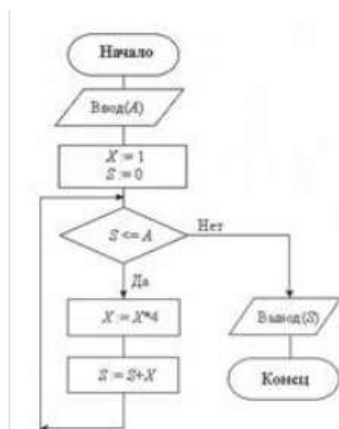 Начало
Ввод(A)
X := 1
S := 0
S <= A
Нет
Да
X := X*4
Вывод(S)
S := S+X
Конец